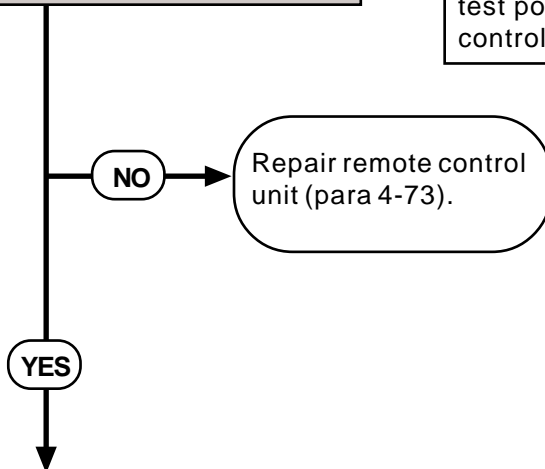 test po
control
NO
Repair remote control
unit (para 4-73).
YES